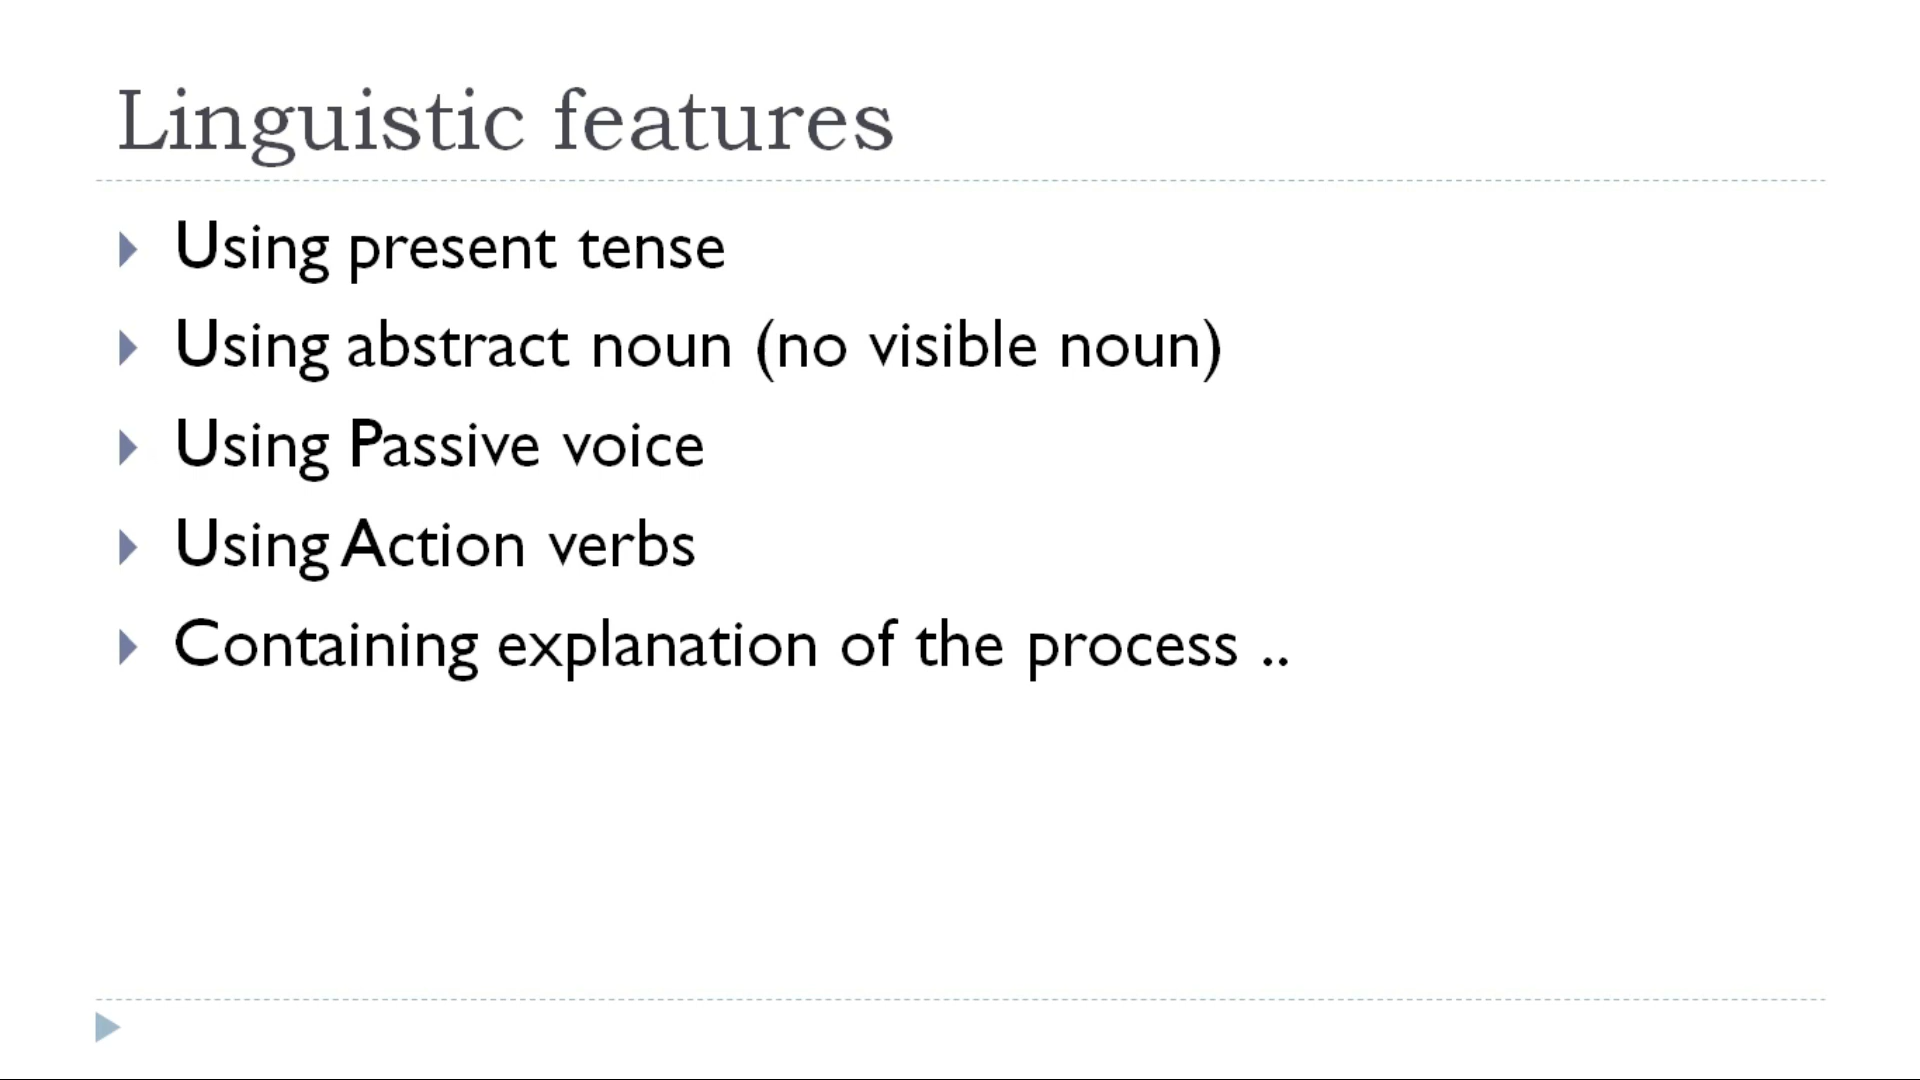 Linguistic features
Using present tense
Using abstract noun (no visible noun)
Using Passive voice
Using Action verbs
Containing explanation of the process ..